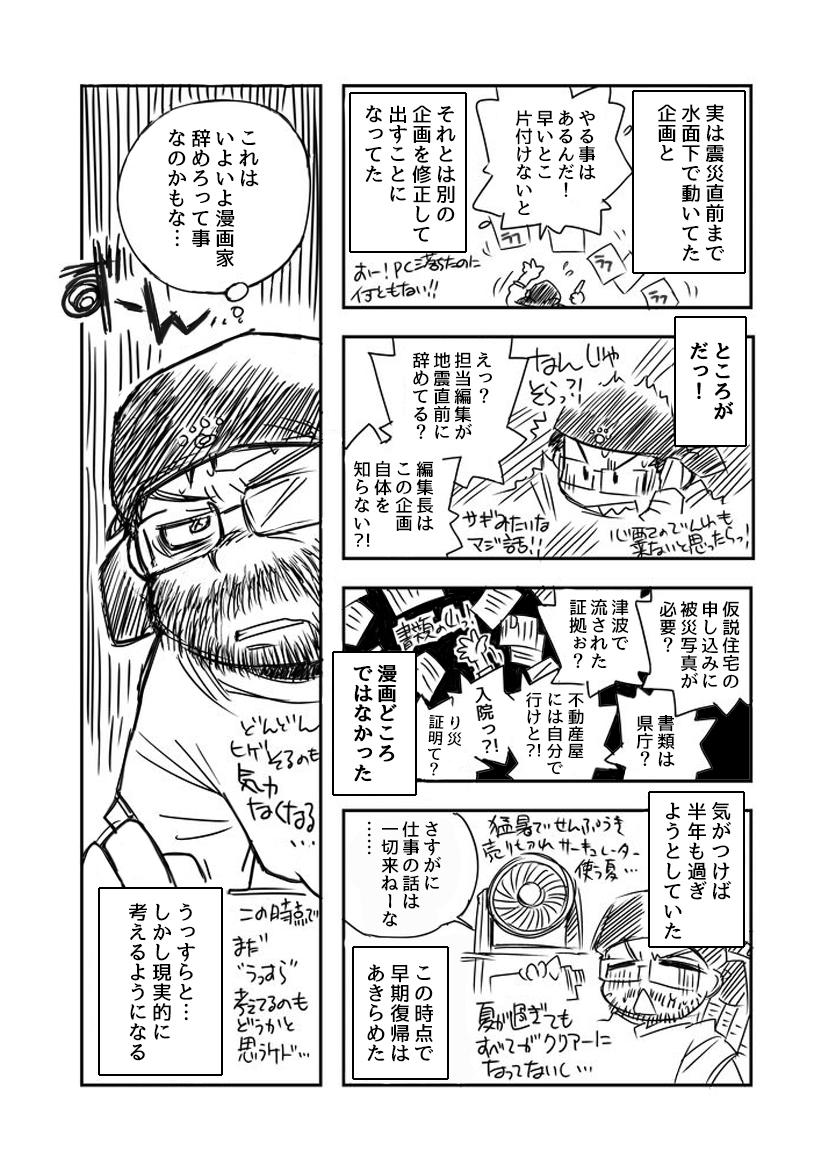 実は震災直前まで
水面下で動いてた
企画と
やる事は
あるんだ！
早いとこ
片付けないと
それとは別の
企画を修正して
出すことに
なってた
ラフ
ラフ
ラフ
おー！PC落ちたのに
何ともない！！
ところが
だっ！
なんじゃ
そらっ?!
えっ？
担当編集が
地震直前に
辞めてる？
編集長は
この企画
自体を
知らない?!
サギみたいな
マジ話！！
心配のでんわも
来ないと思ったらっ！
仮説住宅の
申し込みに
被災写真が
必要？
津波で
流された
証拠ぉ？
書類は
県庁？
不動産屋
には自分で
行けと?!
入院っ?!
り災
証明て？
漫画どころ
ではなかった
気がつけば
半年も過ぎ
ようとしていた
猛暑でせんぷうき
売りしきれサーキュレーター
使う夏…
さすがに
仕事の話は
一切来ねーな
……
夏が過ぎても
すべてがクリアーに
なってないし…
この時点で
早期復帰は
あきらめた
これは
いよいよ漫画家
辞めろって事
なのかもな…
ずーん
どんどん
ヒゲそるのも
気力
なくなる…
うっすらと…
しかし現実的に
考えるようになる
この時点で
まだ
"うっすら"
考えてるのも
どうかと
思うケド…